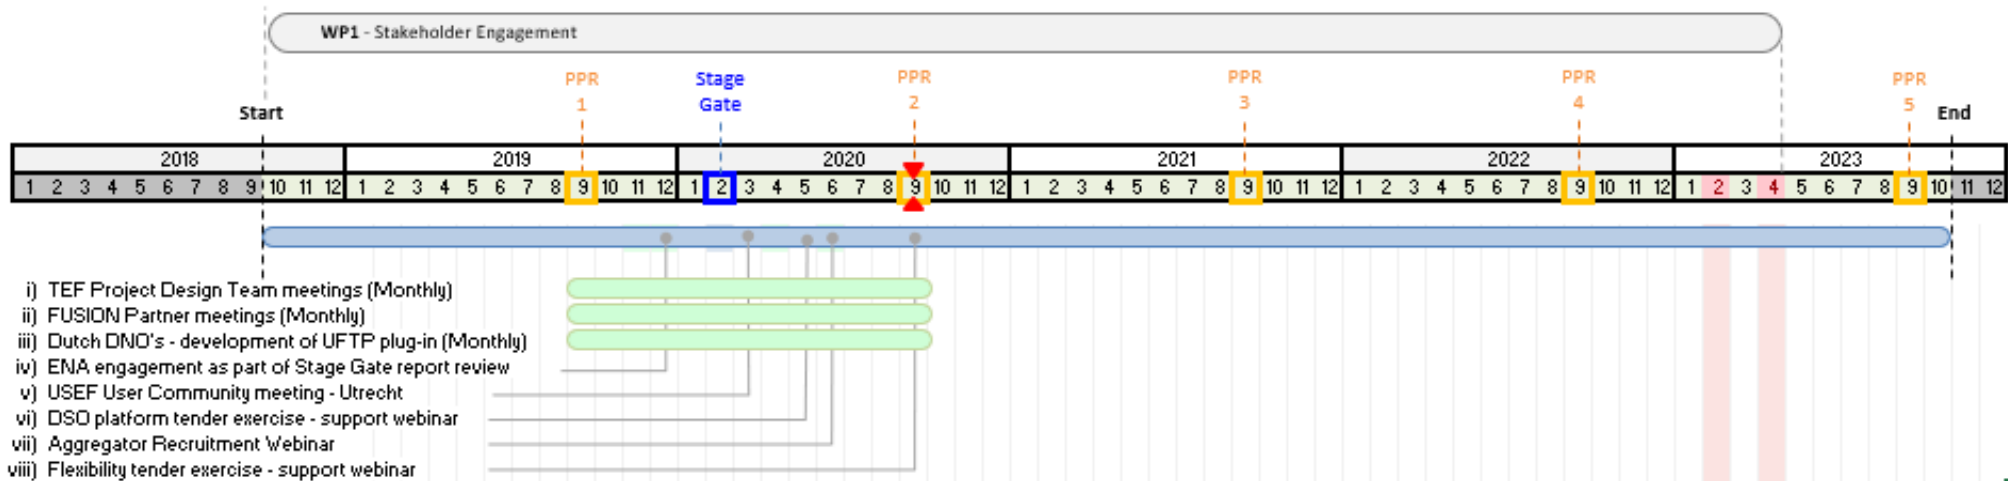 WP1 - Stakeholder Engagement
PPR 1
Stage Gate
PPR 2
PPR 3
PPR 4
PPR 5
Start
End
2018 2019 2020 2021 2022 2023
1 2 3 4 5 6 7 8 9 10 11 12 1 2 3 4 5 6 7 8 9 10 11 12 1 2 3 4 5 6 7 8 9 10 11 12 1 2 3 4 5 6 7 8 9 10 11 12 1 2 3 4 5 6 7 8 9 10 11 12 1 2 3 4 5 6 7 8 9 10 11 12
i) TEF Project Design Team meetings (Monthly)
ii) FUSION Partner meetings (Monthly)
iii) Dutch DNO's - development of UFTP plug-in (Monthly)
iv) ENA engagement as part of Stage Gate report review
v) USEF User Community meeting - Utrecht
vi) DSO platform tender exercise - support webinar
vii) Aggregator Recruitment Webinar
viii) Flexibility tender exercise - support webinar